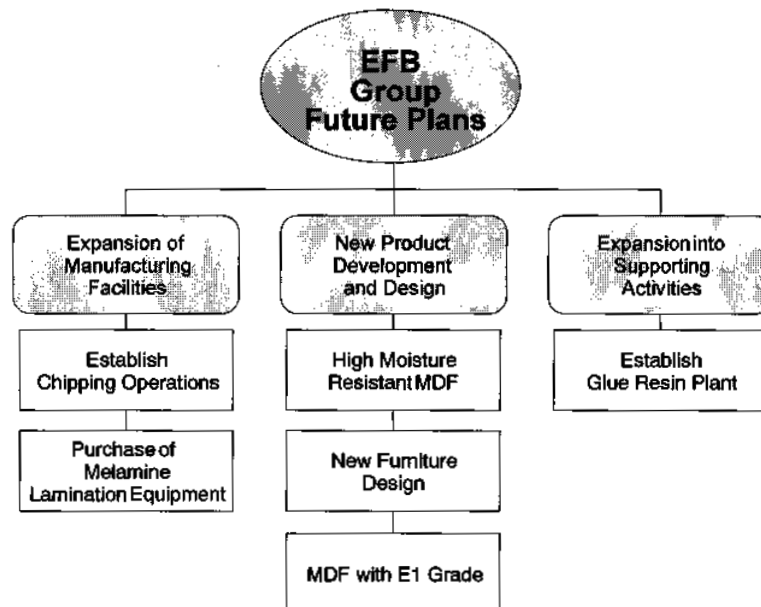 EFB
Group
Future Plans
Expansion of
Manufacturing
Facilities
New Product
Development
and Design
Expansion into
Supporting
Activities
Establish
Chipping Operations
High Moisture
Resistant MDF
Establish
Glue Resin Plant
Purchase of
Melamine
Lamination Equipment
New Furniture
Design
MDF with E1 Grade